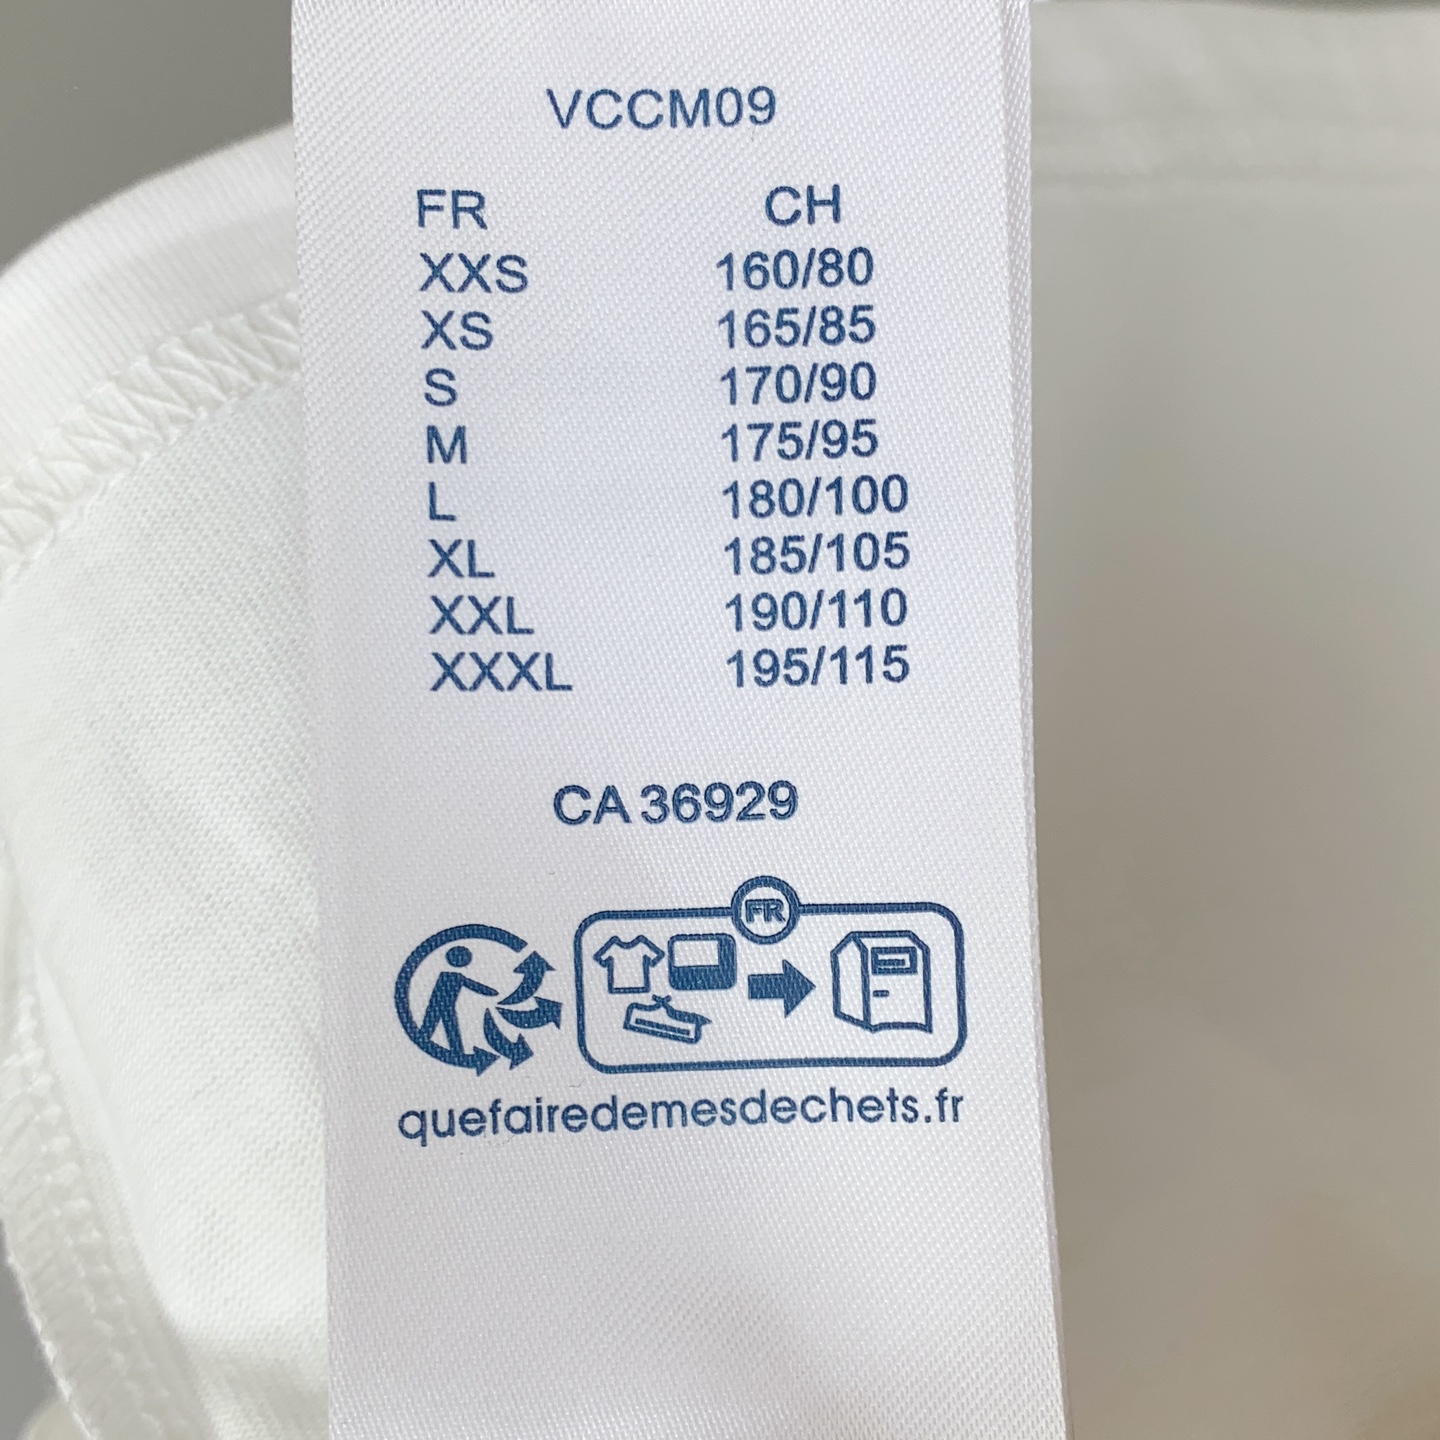 VCCM09
FR CH
XXS 160/80
XS 165/85
S 170/90
M 175/95
L 180/100
XL 185/105
XXL 190/110
XXXL 195/115
CA 36929
FR
quefairedemesdechets.fr